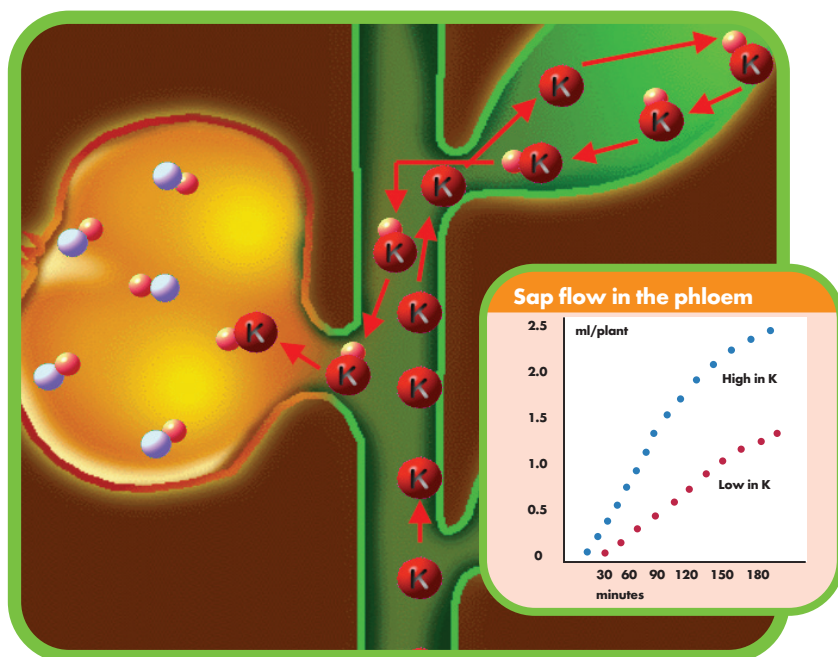 K
K
K
K
K
K
K
K
K
K
K
K
Sap flow in the phloem
2.5
ml/plant
2.0
High in K
1.5
1.0
Low in K
0.5
0
30 60 90 120 150 180
minutes